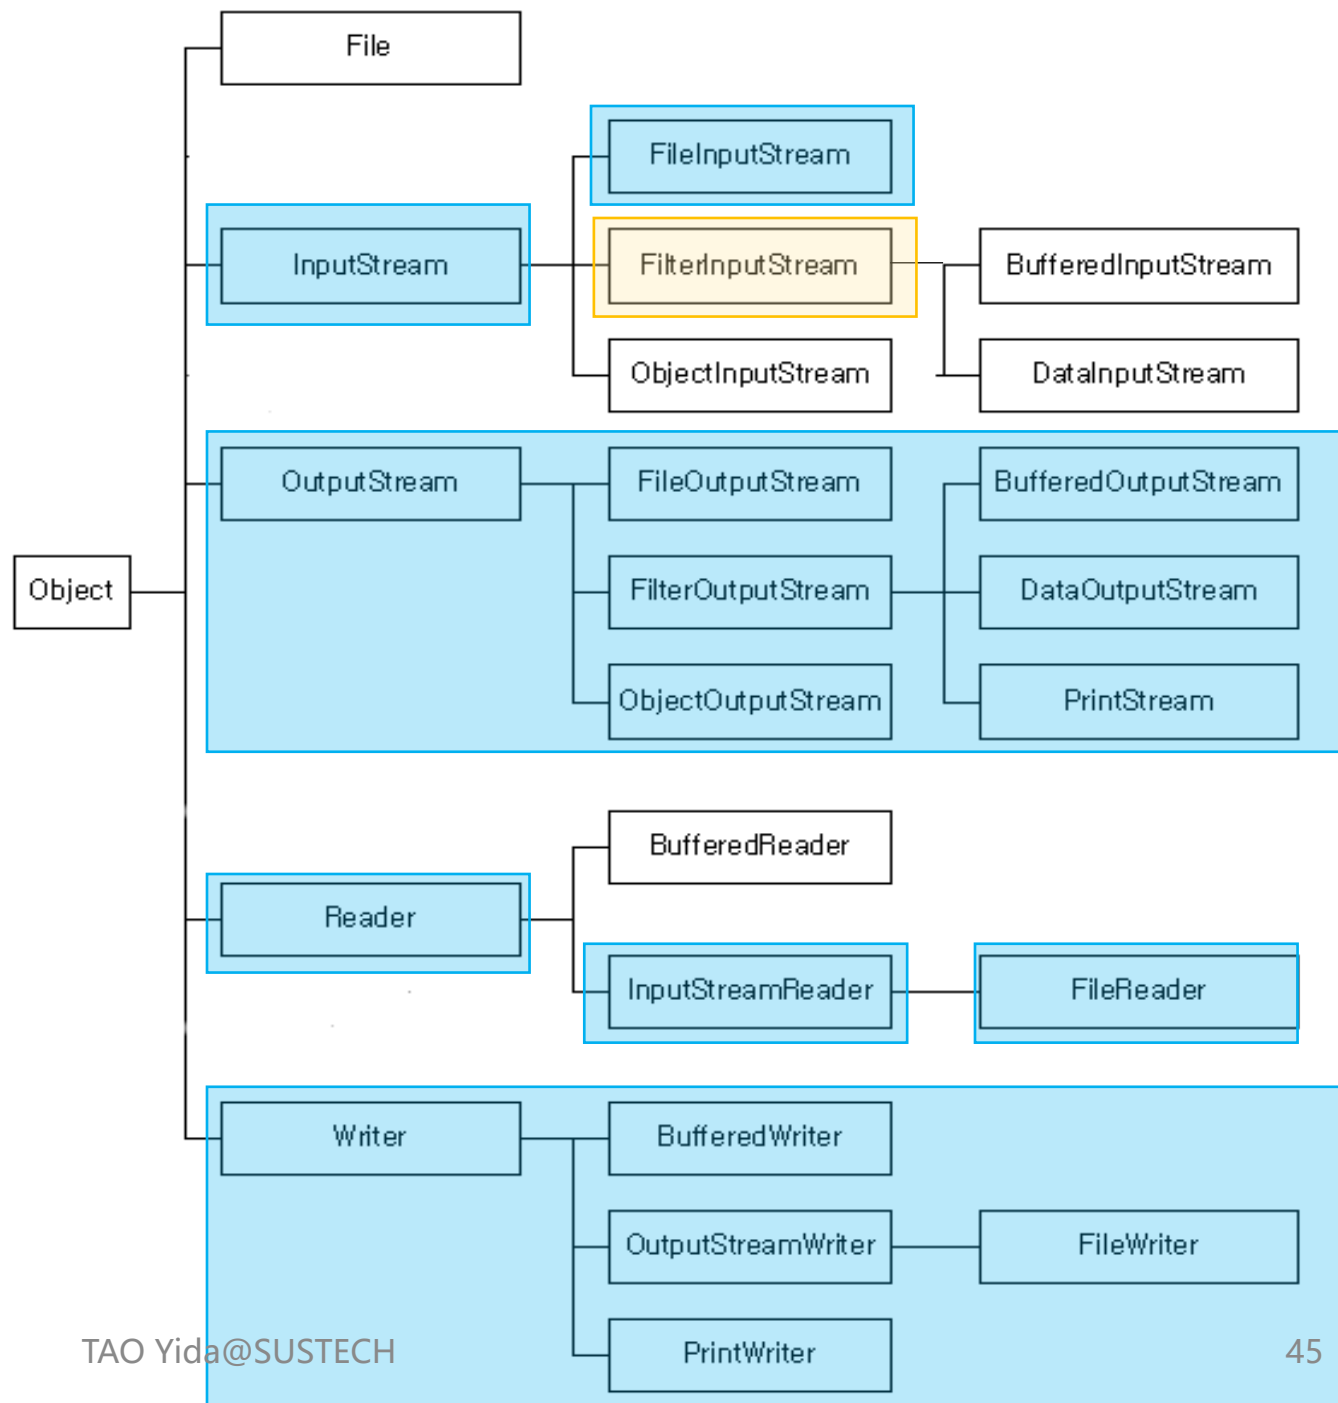 File
FileInputStream
InputStream
FilterInputStream
BufferedInputStream
ObjectInputStream
DataInputStream
OutputStream
FileOutputStream
BufferedOutputStream
Object
FilterOutputStream
DataOutputStream
ObjectOutputStream
PrintStream
BufferedReader
Reader
InputStreamReader
FileReader
Writer
BufferedWriter
OutputStreamWriter
FileWriter
PrintWriter
TAO Yida@SUSTECH
45